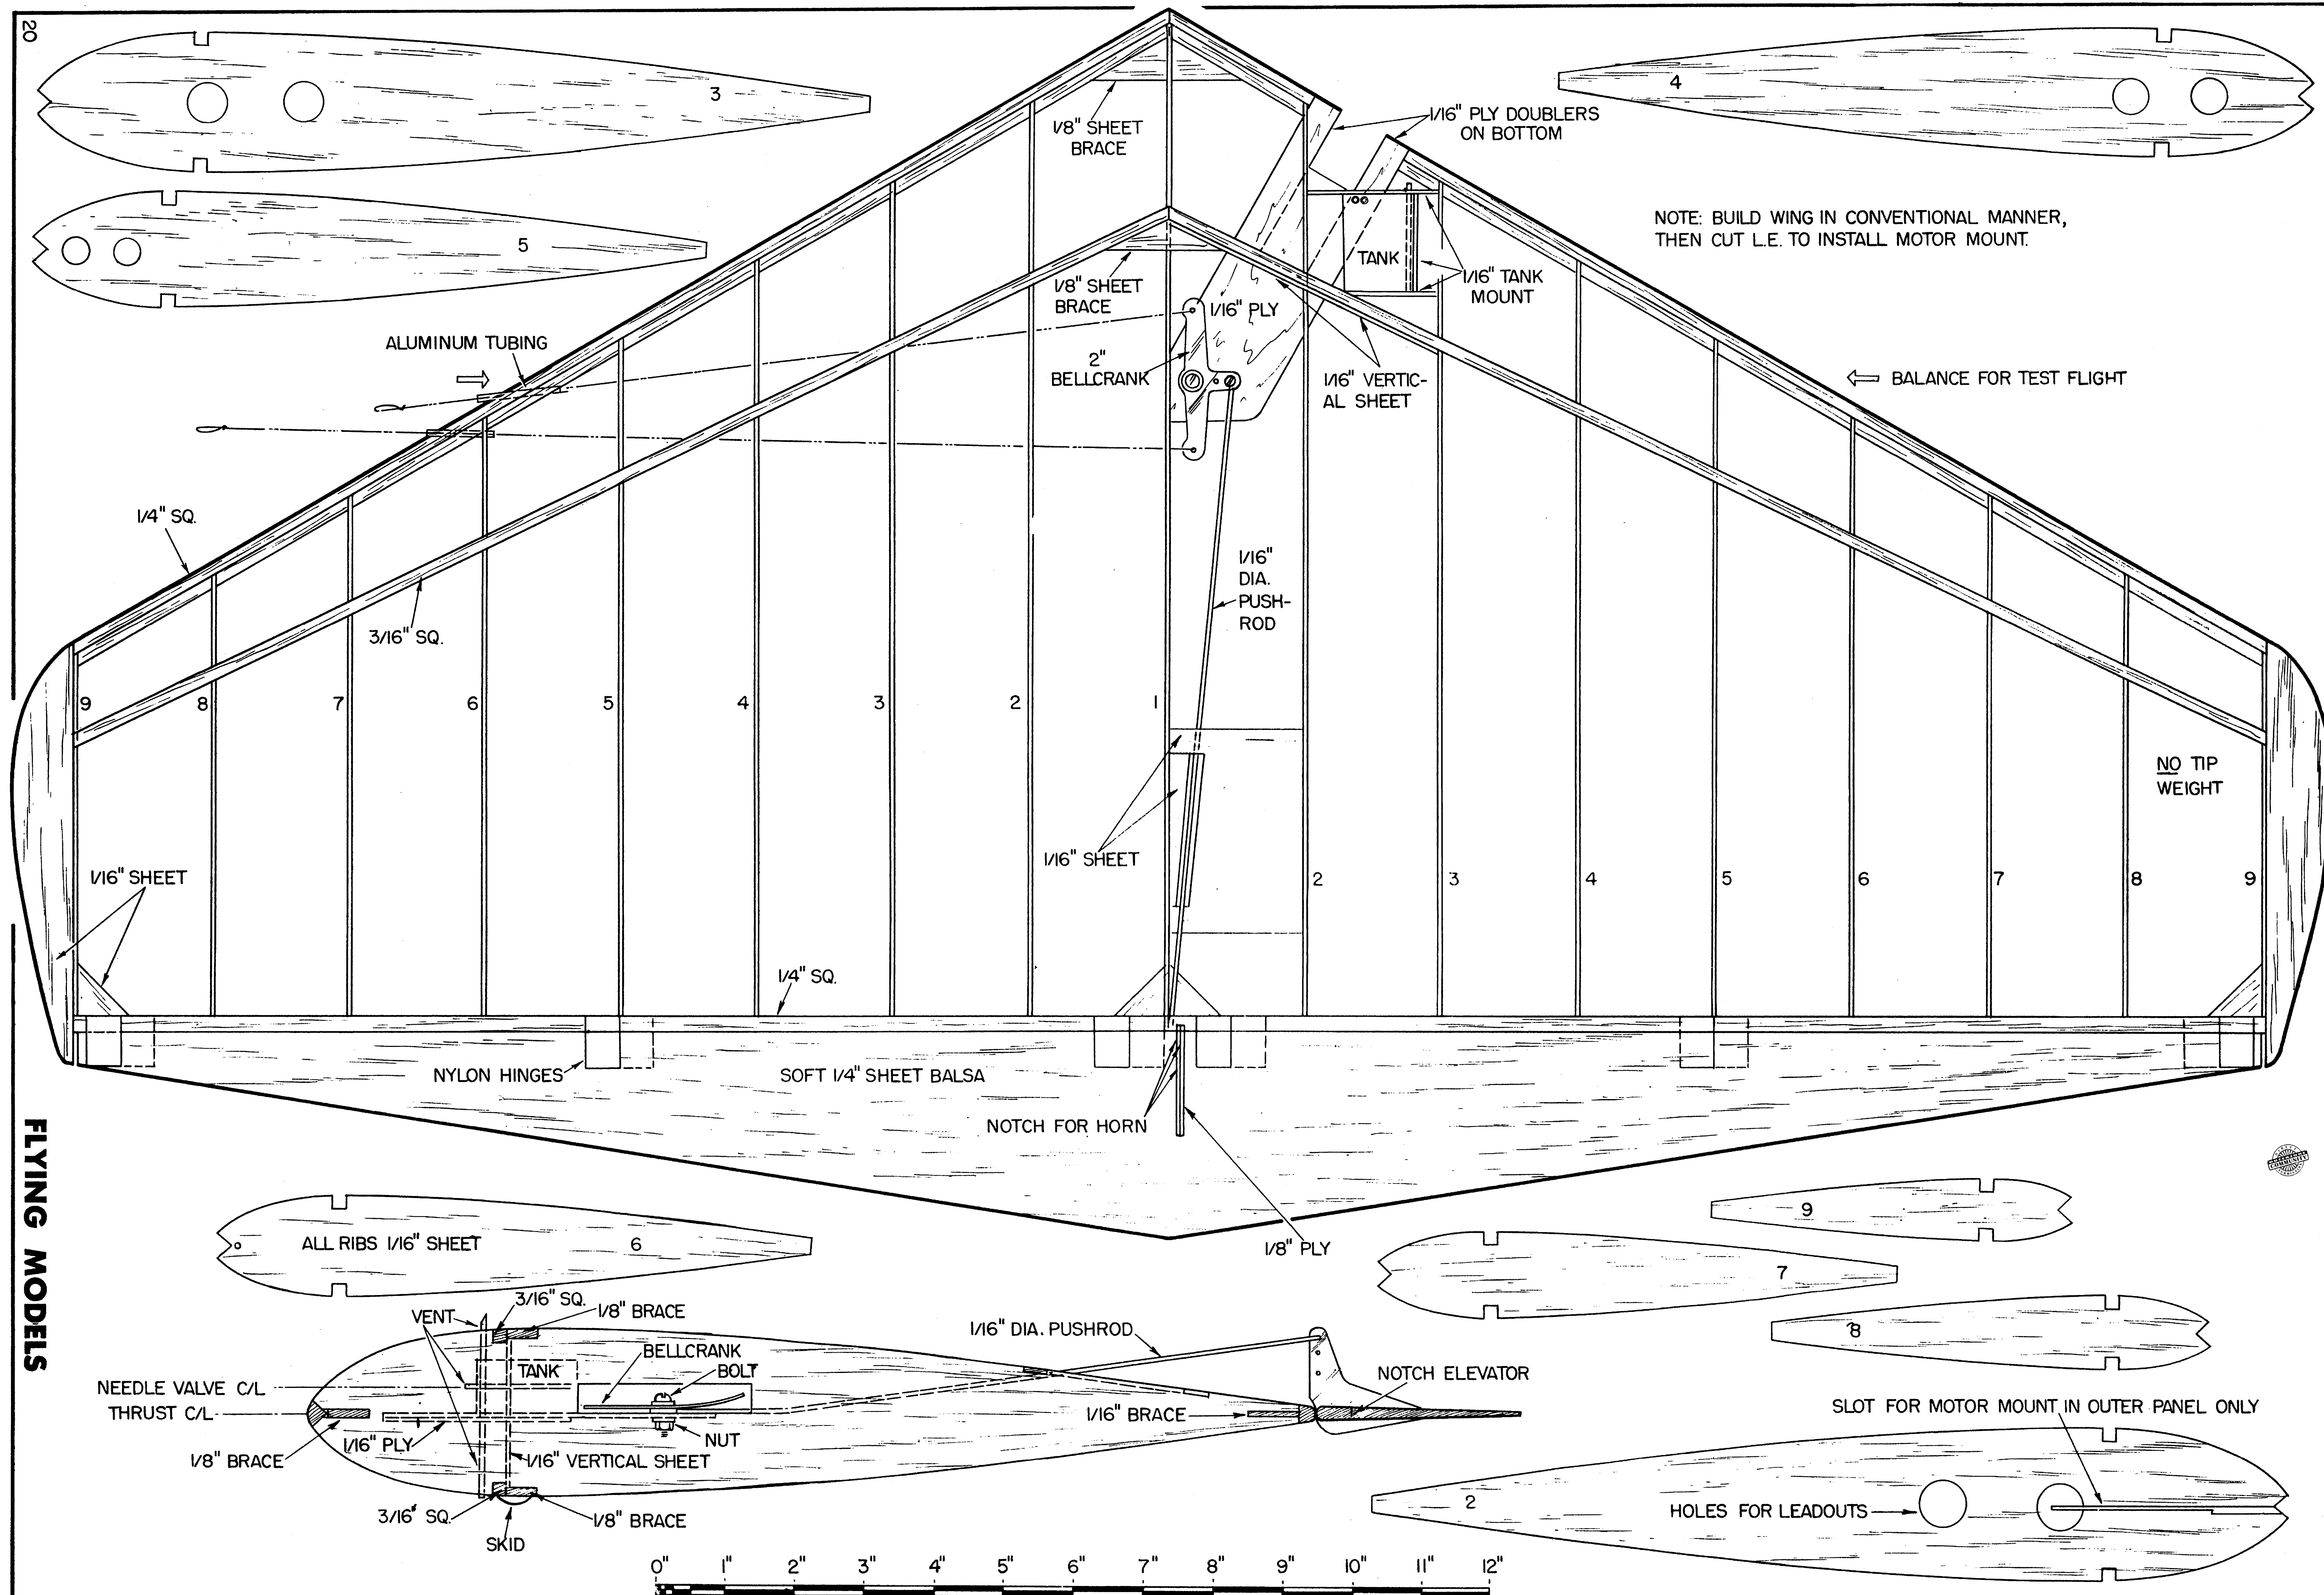 20
3
4
5
1/8" SHEET
BRACE
1/16" PLY DOUBLERS
ON BOTTOM
NOTE: BUILD WING IN CONVENTIONAL MANNER,
THEN CUT L.E. TO INSTALL MOTOR MOUNT.
TANK
1/16" TANK
MOUNT
1/8" SHEET
BRACE
1/16" PLY
ALUMINUM TUBING
2"
BELLCRANK
1/16" VERTIC-
AL SHEET
BALANCE FOR TEST FLIGHT
1/4" SQ.
3/16" SQ.
1/16"
DIA.
PUSH-
ROD
9
8
7
6
5
4
3
2
1
NO TIP
WEIGHT
1/16" SHEET
1/16" SHEET
2
3
4
5
6
7
8
9
1/4" SQ.
NYLON HINGES
SOFT 1/4" SHEET BALSA
NOTCH FOR HORN
1/8" PLY
FLYING MODELS
ALL RIBS 1/16" SHEET
6
9
7
8
VENT
3/16" SQ.
1/8" BRACE
TANK
BELLCRANK
BOLT
1/16" DIA. PUSHROD
NOTCH ELEVATOR
NEEDLE VALVE C/L
THRUST C/L
1/8" BRACE
1/16" PLY
NUT
1/16" VERTICAL SHEET
1/16" BRACE
3/16" SQ.
1/8" BRACE
SKID
SLOT FOR MOTOR MOUNT IN OUTER PANEL ONLY
2
HOLES FOR LEADOUTS
0" 1" 2" 3" 4" 5" 6" 7" 8" 9" 10" 11" 12"